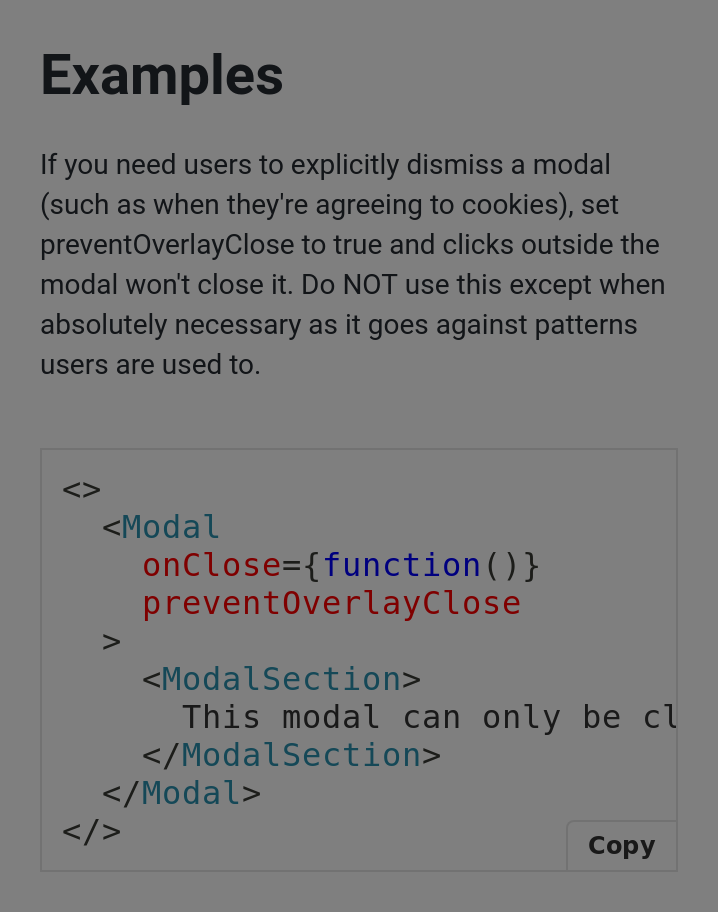 Examples
If you need users to explicitly dismiss a modal
(such as when they're agreeing to cookies), set
preventOverlayClose to true and clicks outside the
modal won't close it. Do NOT use this except when
absolutely necessary as it goes against patterns
users are used to.
<>
  <Modal
    onClose={function()}
    preventOverlayClose
  >
    <ModalSection>
      This modal can only be cl
    </ModalSection>
  </Modal>
</>
Copy